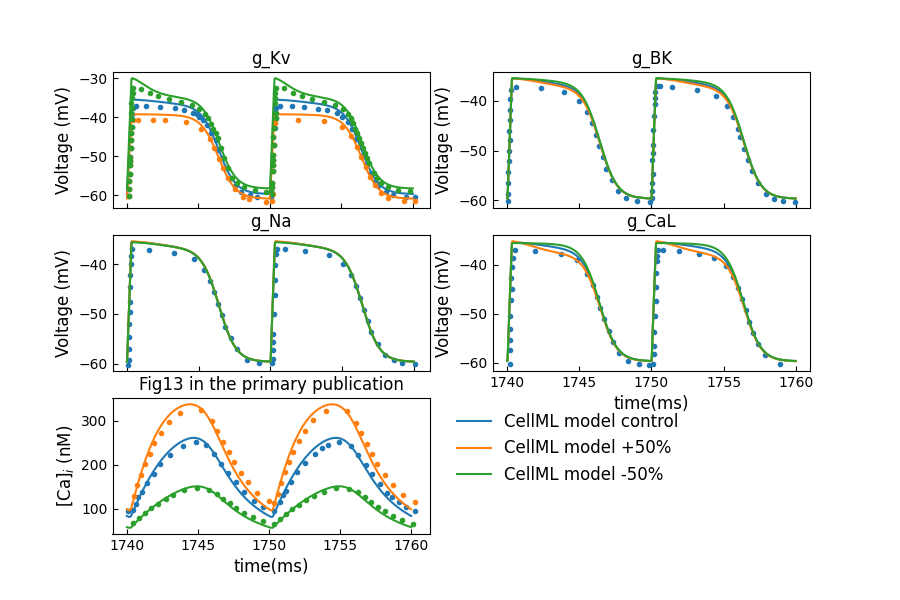 g_Kv
g_BK
Voltage (mV)
−30
−40
−50
−60
Voltage (mV)
−40
−50
−60
g_Na
g_CaL
Voltage (mV)
−40
−50
−60
Voltage (mV)
−40
−50
−60
1740 1745 1750 1755 1760
time(ms)
Fig13 in the primary publication
[Ca]i (nM)
300
200
100
1740 1745 1750 1755 1760
time(ms)
CellML model control
CellML model +50%
CellML model -50%